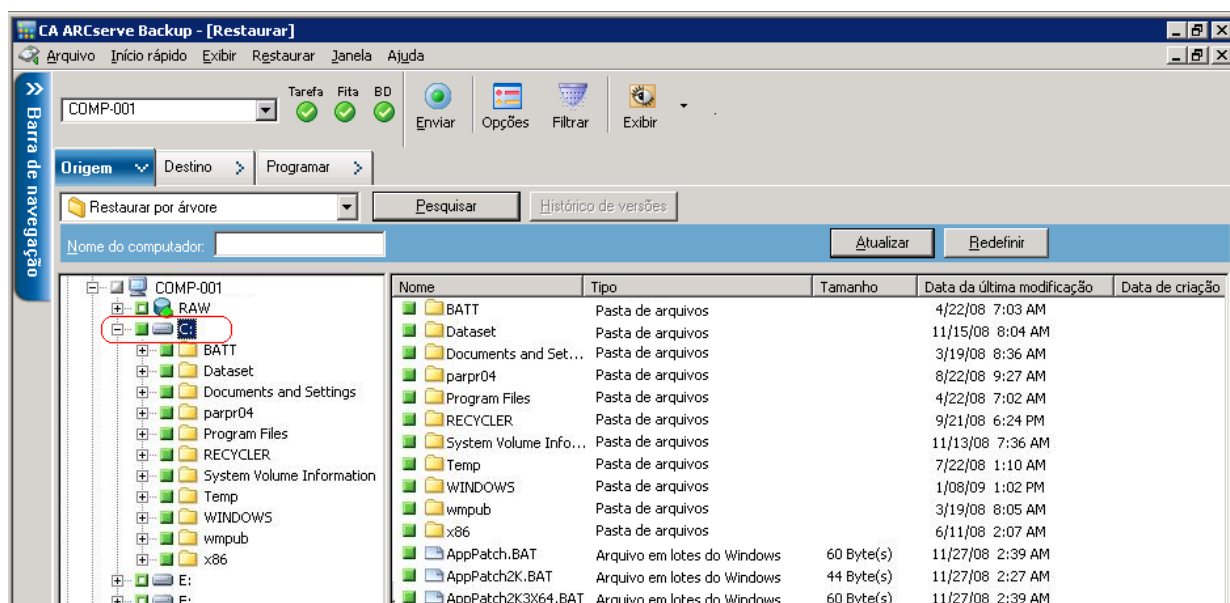 CA ARCserve Backup - [Restaurar]
Arquivo Início rápido Exibir Restaurar Janela Ajuda
Barra de navegação
COMP-001
Tarefa Fita BD
Enviar Opções Filtrar Exibir
Origem Destino Programar
Restaurar por árvore Pesquisar Histórico de versões
Nome do computador: Atualizar Redefinir
COMP-001
RAW
C:
BATT
Dataset
Documents and Settings
parpr04
Program Files
RECYCLER
System Volume Information
Temp
WINDOWS
wmpub
x86
E:
Nome Tipo Tamanho Data da última modificação Data de criação
BATT Pasta de arquivos 4/22/08 7:03 AM
Dataset Pasta de arquivos 11/15/08 8:04 AM
Documents and Set... Pasta de arquivos 3/19/08 8:36 AM
parpr04 Pasta de arquivos 8/22/08 9:27 AM
Program Files Pasta de arquivos 4/22/08 7:02 AM
RECYCLER Pasta de arquivos 9/21/08 6:24 PM
System Volume Info... Pasta de arquivos 11/13/08 7:36 AM
Temp Pasta de arquivos 7/22/08 1:10 AM
WINDOWS Pasta de arquivos 1/08/09 1:02 PM
wmpub Pasta de arquivos 3/19/08 8:05 AM
x86 Pasta de arquivos 6/11/08 2:07 AM
AppPatch.BAT Arquivo em lotes do Windows 60 Byte(s) 11/27/08 2:39 AM
AppPatch2K.BAT Arquivo em lotes do Windows 44 Byte(s) 11/27/08 2:27 AM
AppPatch2K3X64.BAT Arquivo em lotes do Windows 60 Byte(s) 11/27/08 2:39 AM